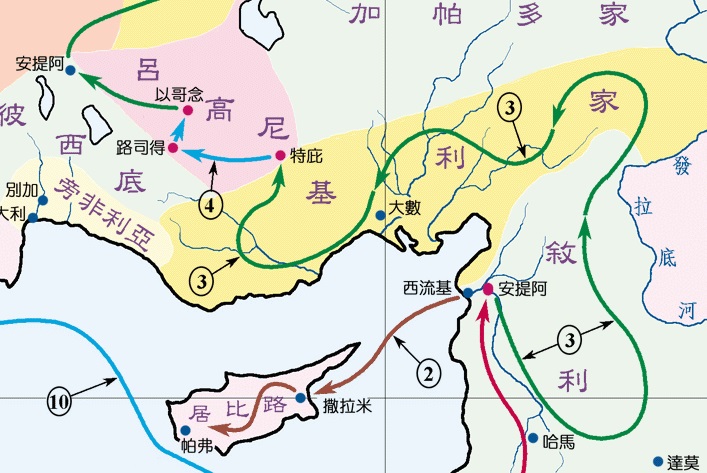 加帕多家
安提阿
呂高尼
以哥念
路司得
特庇
彼西底
別加
大利
旁非利亞
基利家
大數
發拉底河
敘利
西流基
安提阿
居比路
撒拉米
帕弗
哈馬
達莫
3
4
3
3
2
10